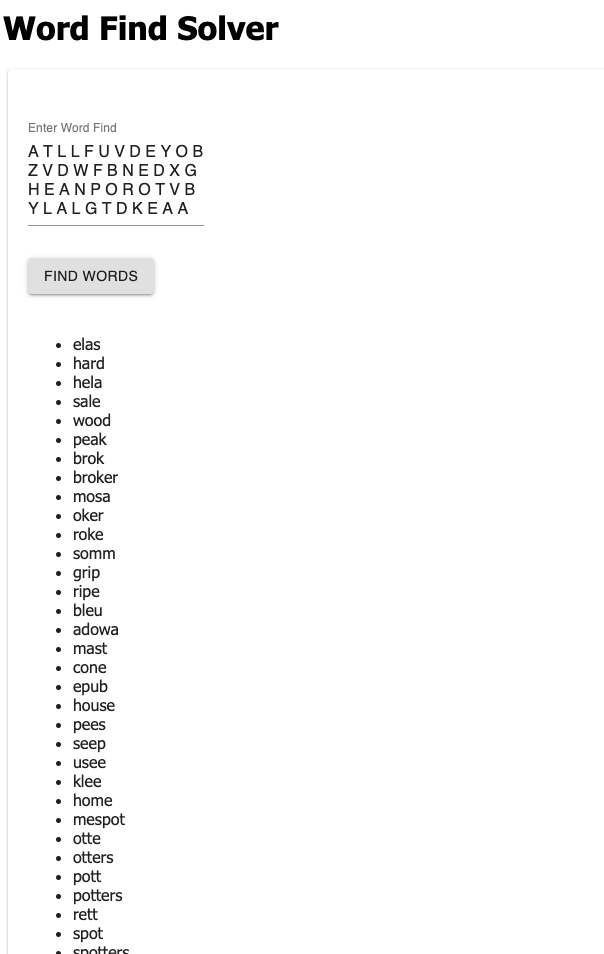 Word Find Solver
Enter Word Find
A T L L F U V D E Y O B
Z V D W F B N E D X G
H E A N P O R O T V B
Y L A L G T D K E A A
FIND WORDS
elas
hard
hela
sale
wood
peak
brok
broker
mosa
oker
roke
somm
grip
ripe
bleu
adowa
mast
cone
epub
house
pees
seep
usee
klee
home
mespot
otte
otters
pott
potters
rett
spot
spotters